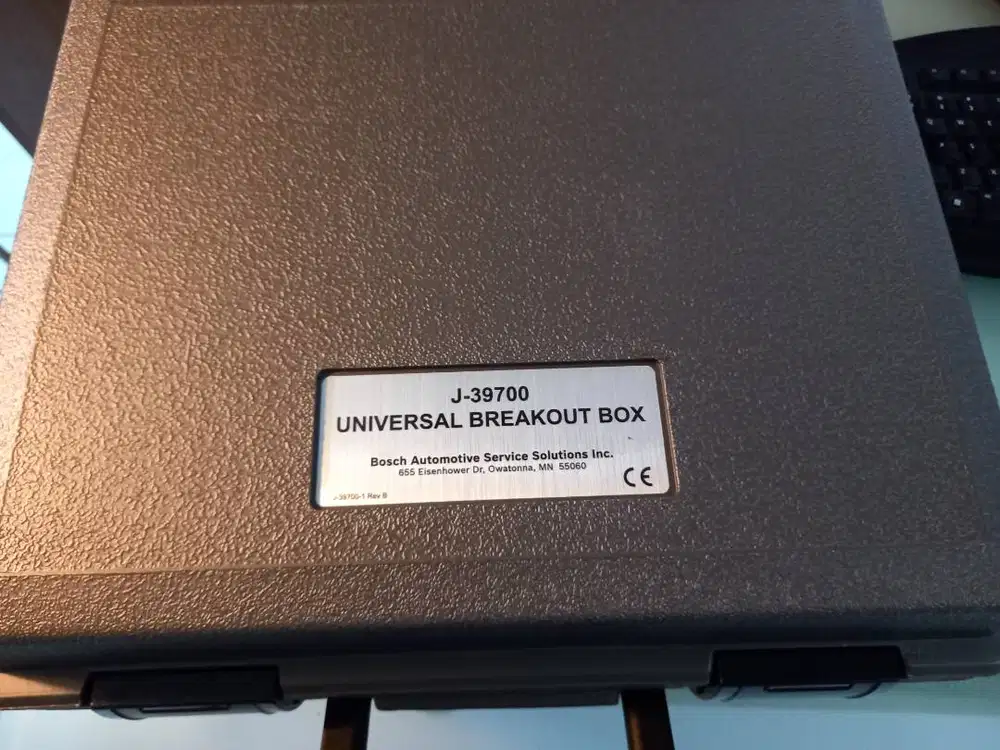 J-39700
UNIVERSAL BREAKOUT BOX
Bosch Automotive Service Solutions Inc.
655 Eisenhower Dr, Owatonna, MN 55060
CE
J-39700-1 Rev B